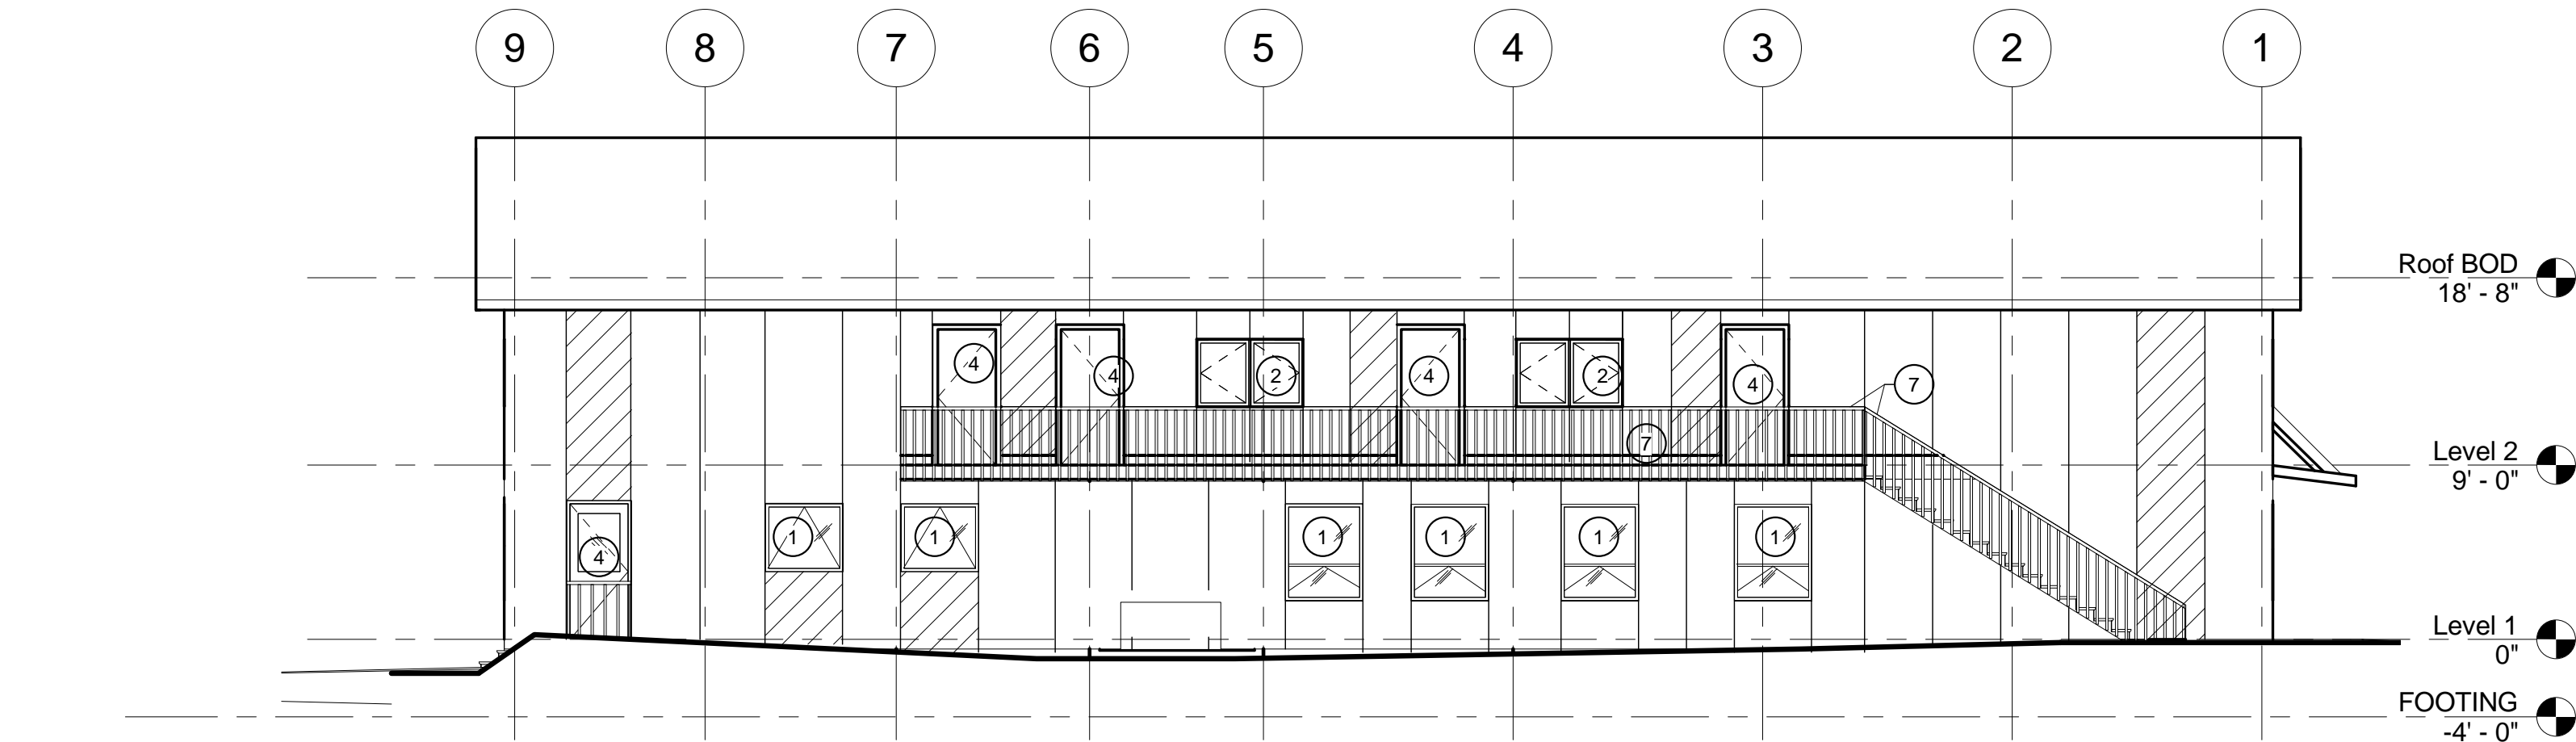 9 8 7 6 5 4 3 2 1
Roof BOD
18' - 8"
4 4 2 4 2 4 7
7
Level 2
9' - 0"
4 1 1 1 1 1 1
Level 1
0"
FOOTING
-4' - 0"